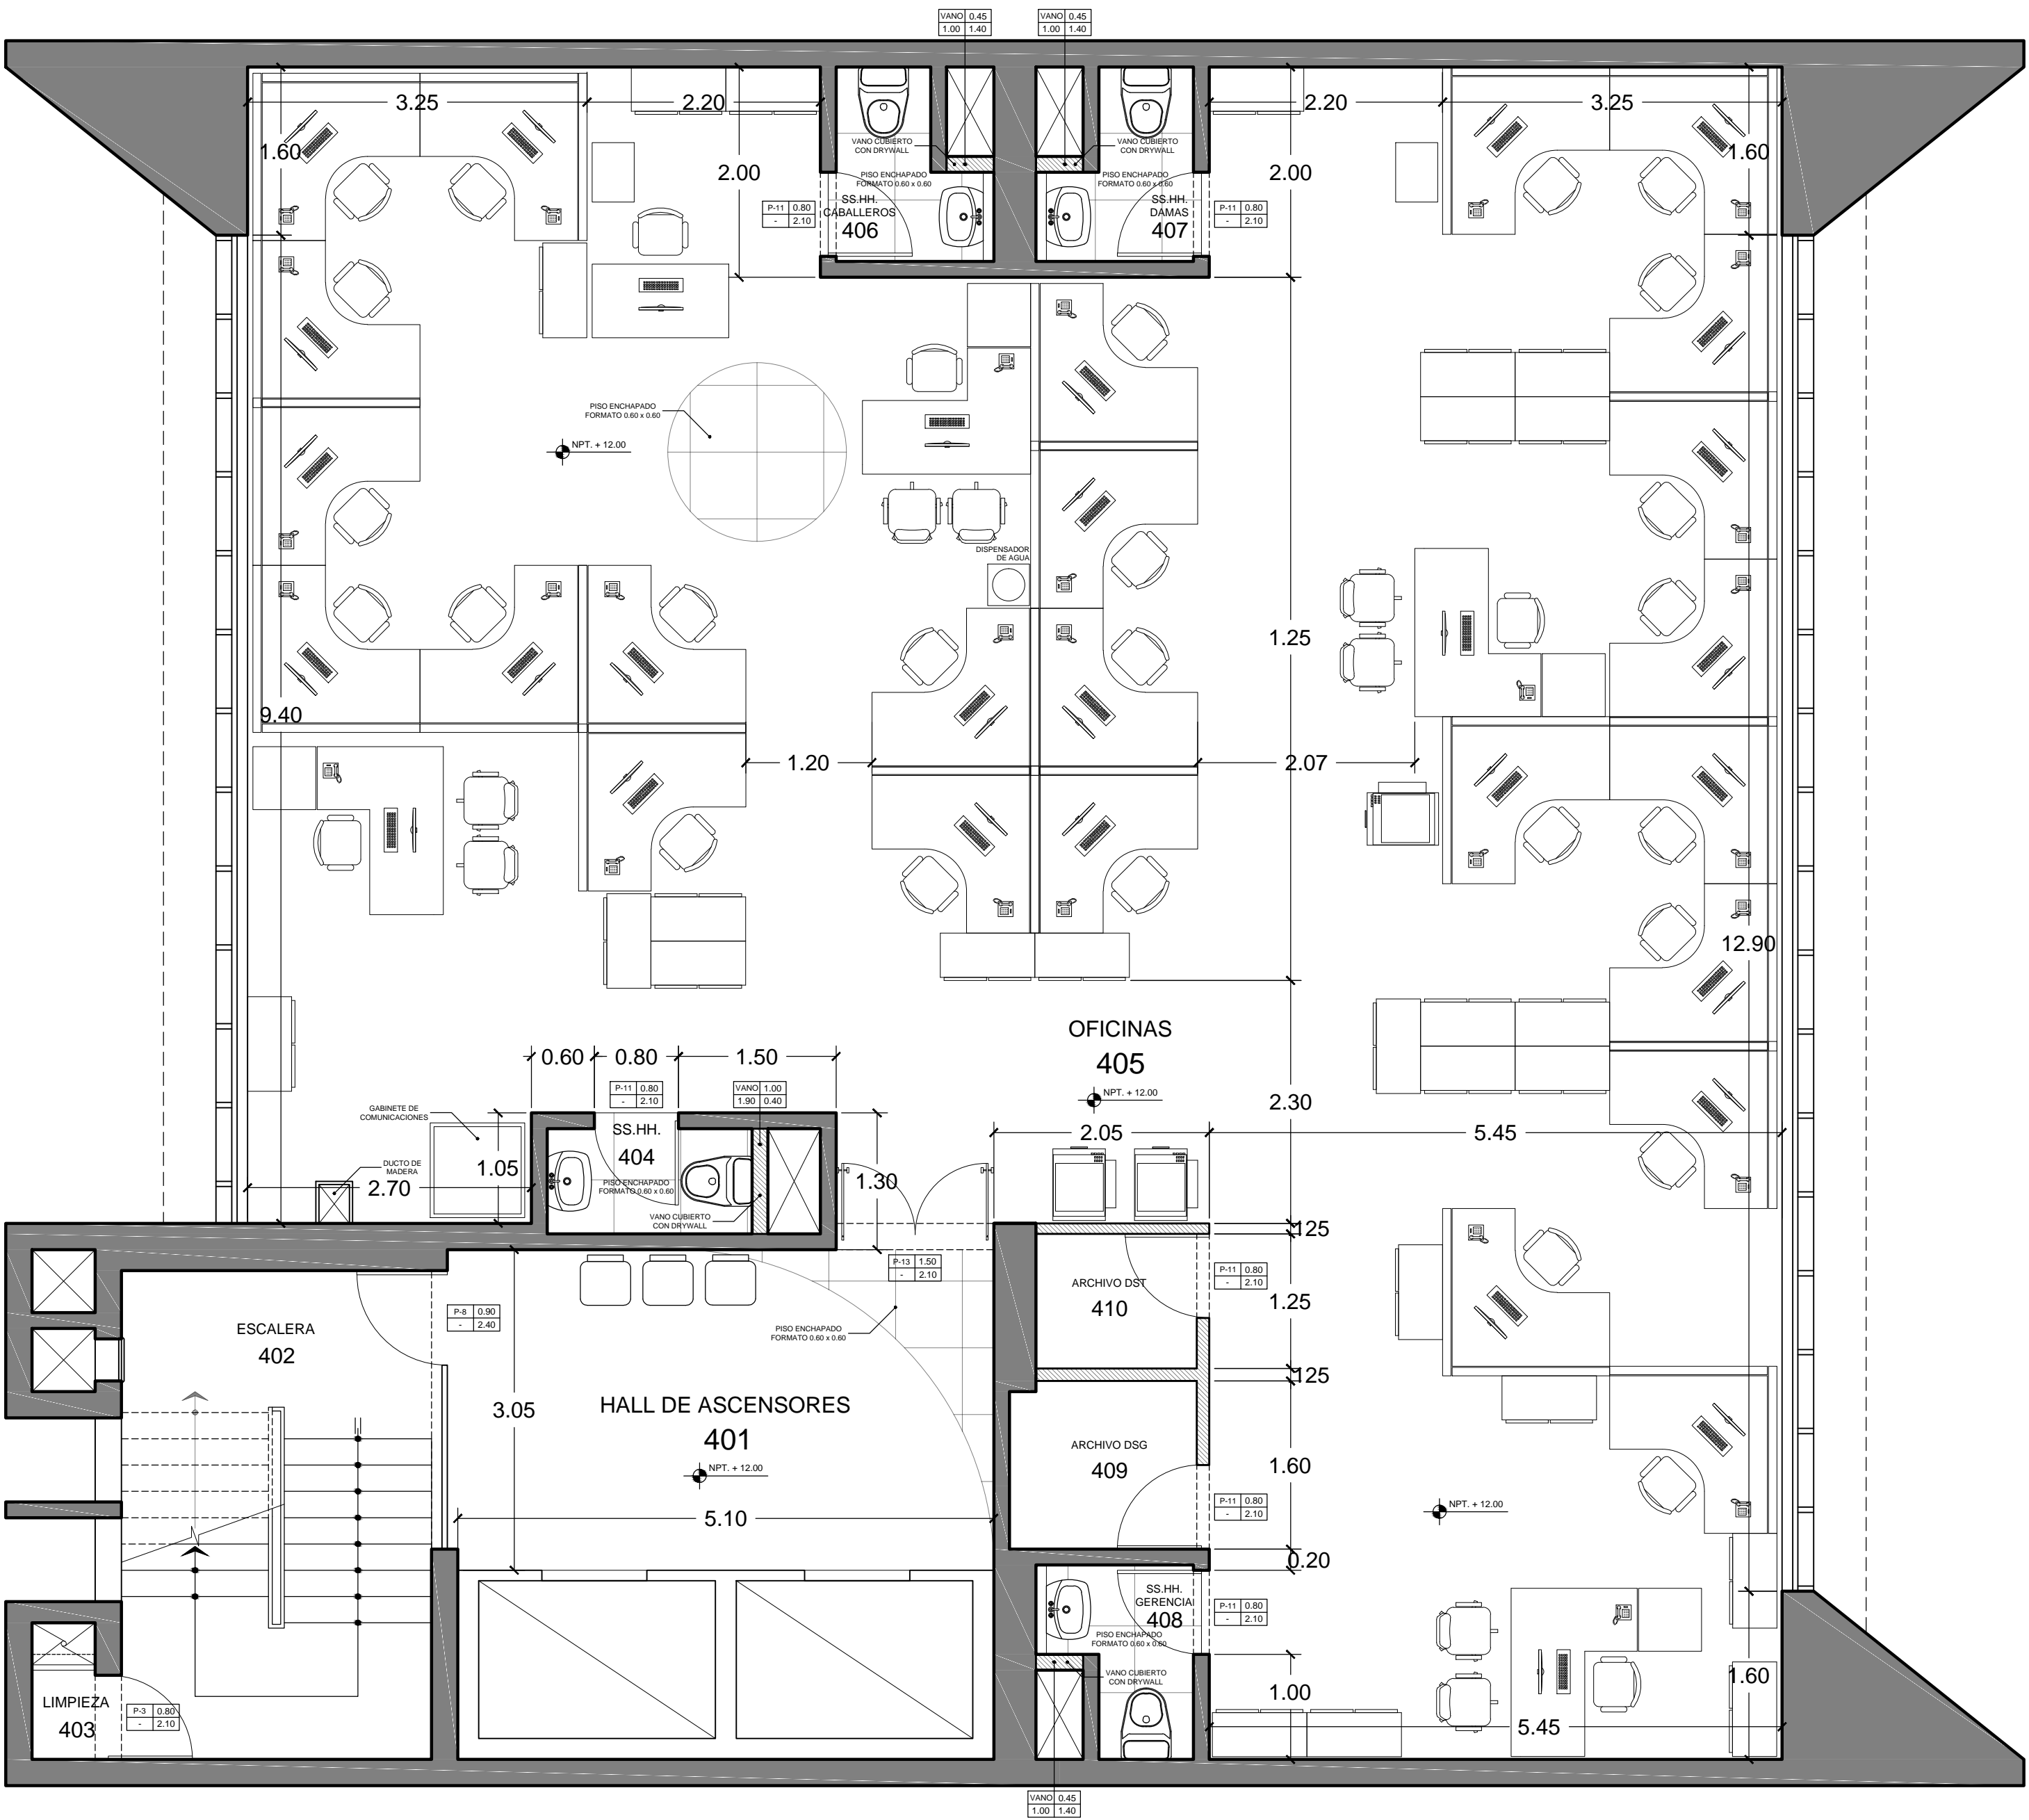 VANO 0.45
1.00 1.40
VANO 0.45
1.00 1.40
3.25
2.20
2.20
3.25
1.60
2.00
VANO CUBIERTO
CON DRYWALL
VANO CUBIERTO
CON DRYWALL
2.00
1.60
PISO ENCHAPADO
FORMATO 0.60 x 0.60
PISO ENCHAPADO
FORMATO 0.60 x 0.60
P-11 0.80
- 2.10
SS.HH.
CABALLEROS
406
SS.HH.
DAMAS
407
P-11 0.80
- 2.10
PISO ENCHAPADO
FORMATO 0.60 x 0.60
NPT. + 12.00
DISPENSADOR
DE AGUA
1.25
9.40
1.20
2.07
12.90
OFICINAS
405
NPT. + 12.00
0.60
0.80
1.50
P-11 0.80
- 2.10
VANO 1.00
1.90 0.40
2.30
GABINETE DE
COMUNICACIONES
SS.HH.
404
2.05
5.45
1.05
DUCTO DE
MADERA
2.70
PISO ENCHAPADO
FORMATO 0.60 x 0.60
1.30
VANO CUBIERTO
CON DRYWALL
.125
P-13 1.50
- 2.10
ARCHIVO DST
410
P-11 0.80
- 2.10
1.25
P-8 0.90
- 2.40
ESCALERA
402
PISO ENCHAPADO
FORMATO 0.60 x 0.60
.125
HALL DE ASCENSORES
401
3.05
NPT. + 12.00
ARCHIVO DSG
409
1.60
5.10
P-11 0.80
- 2.10
NPT. + 12.00
0.20
SS.HH.
GERENCIA
408
P-11 0.80
- 2.10
PISO ENCHAPADO
FORMATO 0.60 x 0.60
VANO CUBIERTO
CON DRYWALL
1.00
1.60
LIMPIEZA
403
P-3 0.80
- 2.10
5.45
VANO 0.45
1.00 1.40